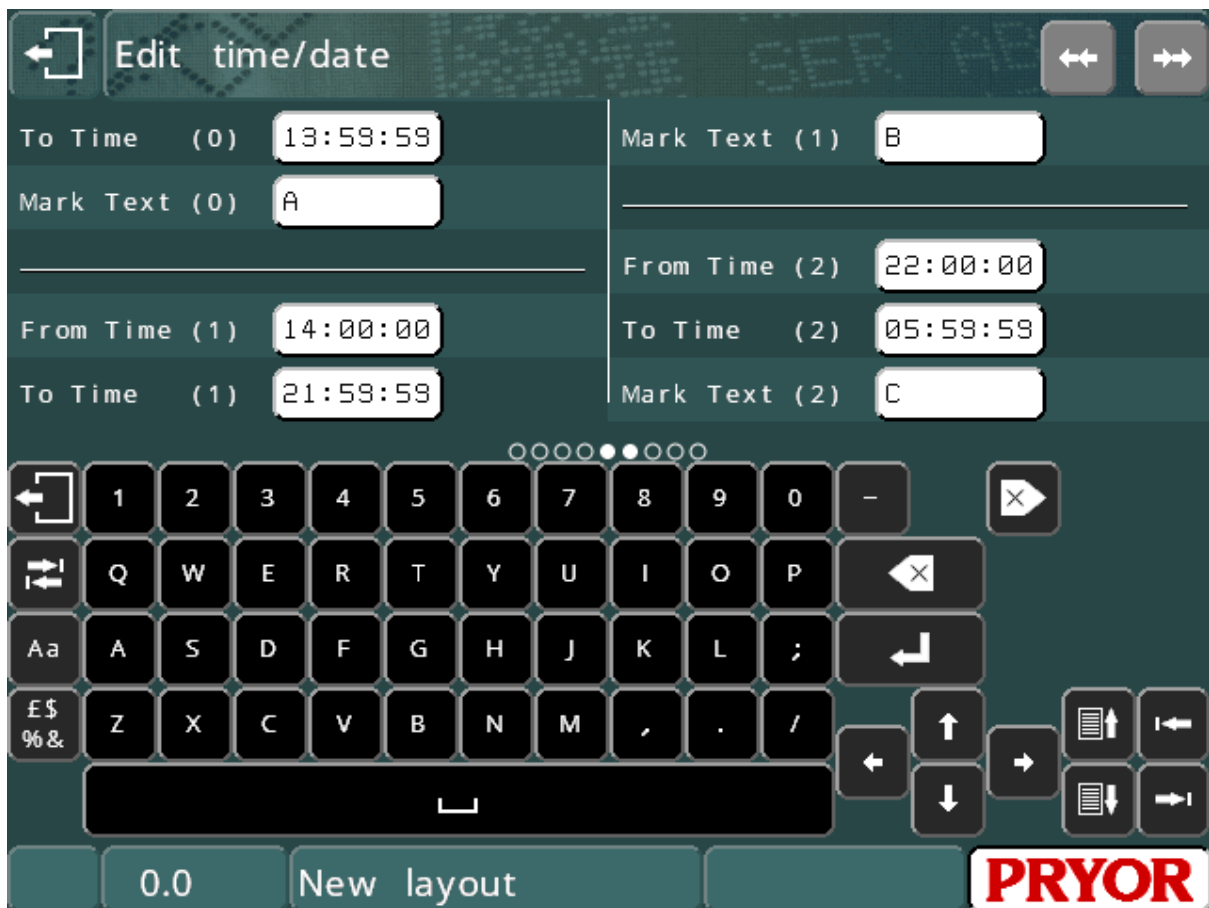 Edit time/date
To Time (0) 13:59:59
Mark Text (0) A
From Time (1) 14:00:00
To Time (1) 21:59:59
Mark Text (1) B
From Time (2) 22:00:00
To Time (2) 05:59:59
Mark Text (2) C
1 2 3 4 5 6 7 8 9 0 -
Q W E R T Y U I O P
Aa A S D F G H J K L ;
£$
%& Z X C V B N M , . /
0.0 New layout PRYOR